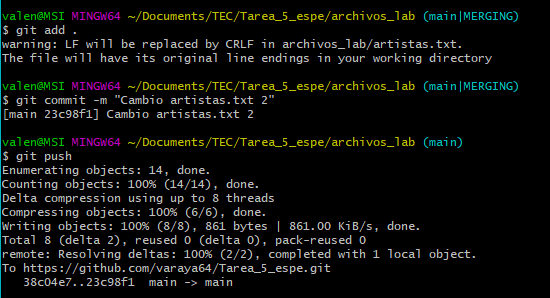 valen@MSI MINGW64 ~/Documents/TEC/Tarea_5_espe/archivos_lab (main|MERGING)
$ git add .
warning: LF will be replaced by CRLF in archivos_lab/artistas.txt.
The file will have its original line endings in your working directory
valen@MSI MINGW64 ~/Documents/TEC/Tarea_5_espe/archivos_lab (main|MERGING)
$ git commit -m "Cambio artistas.txt 2"
[main 23c98f1] Cambio artistas.txt 2
valen@MSI MINGW64 ~/Documents/TEC/Tarea_5_espe/archivos_lab (main)
$ git push
Enumerating objects: 14, done.
Counting objects: 100% (14/14), done.
Delta compression using up to 8 threads
Compressing objects: 100% (6/6), done.
Writing objects: 100% (8/8), 861 bytes | 861.00 KiB/s, done.
Total 8 (delta 2), reused 0 (delta 0), pack-reused 0
remote: Resolving deltas: 100% (2/2), completed with 1 local object.
To https://github.com/varaya64/Tarea_5_espe.git
   38c04e7..23c98f1  main -> main